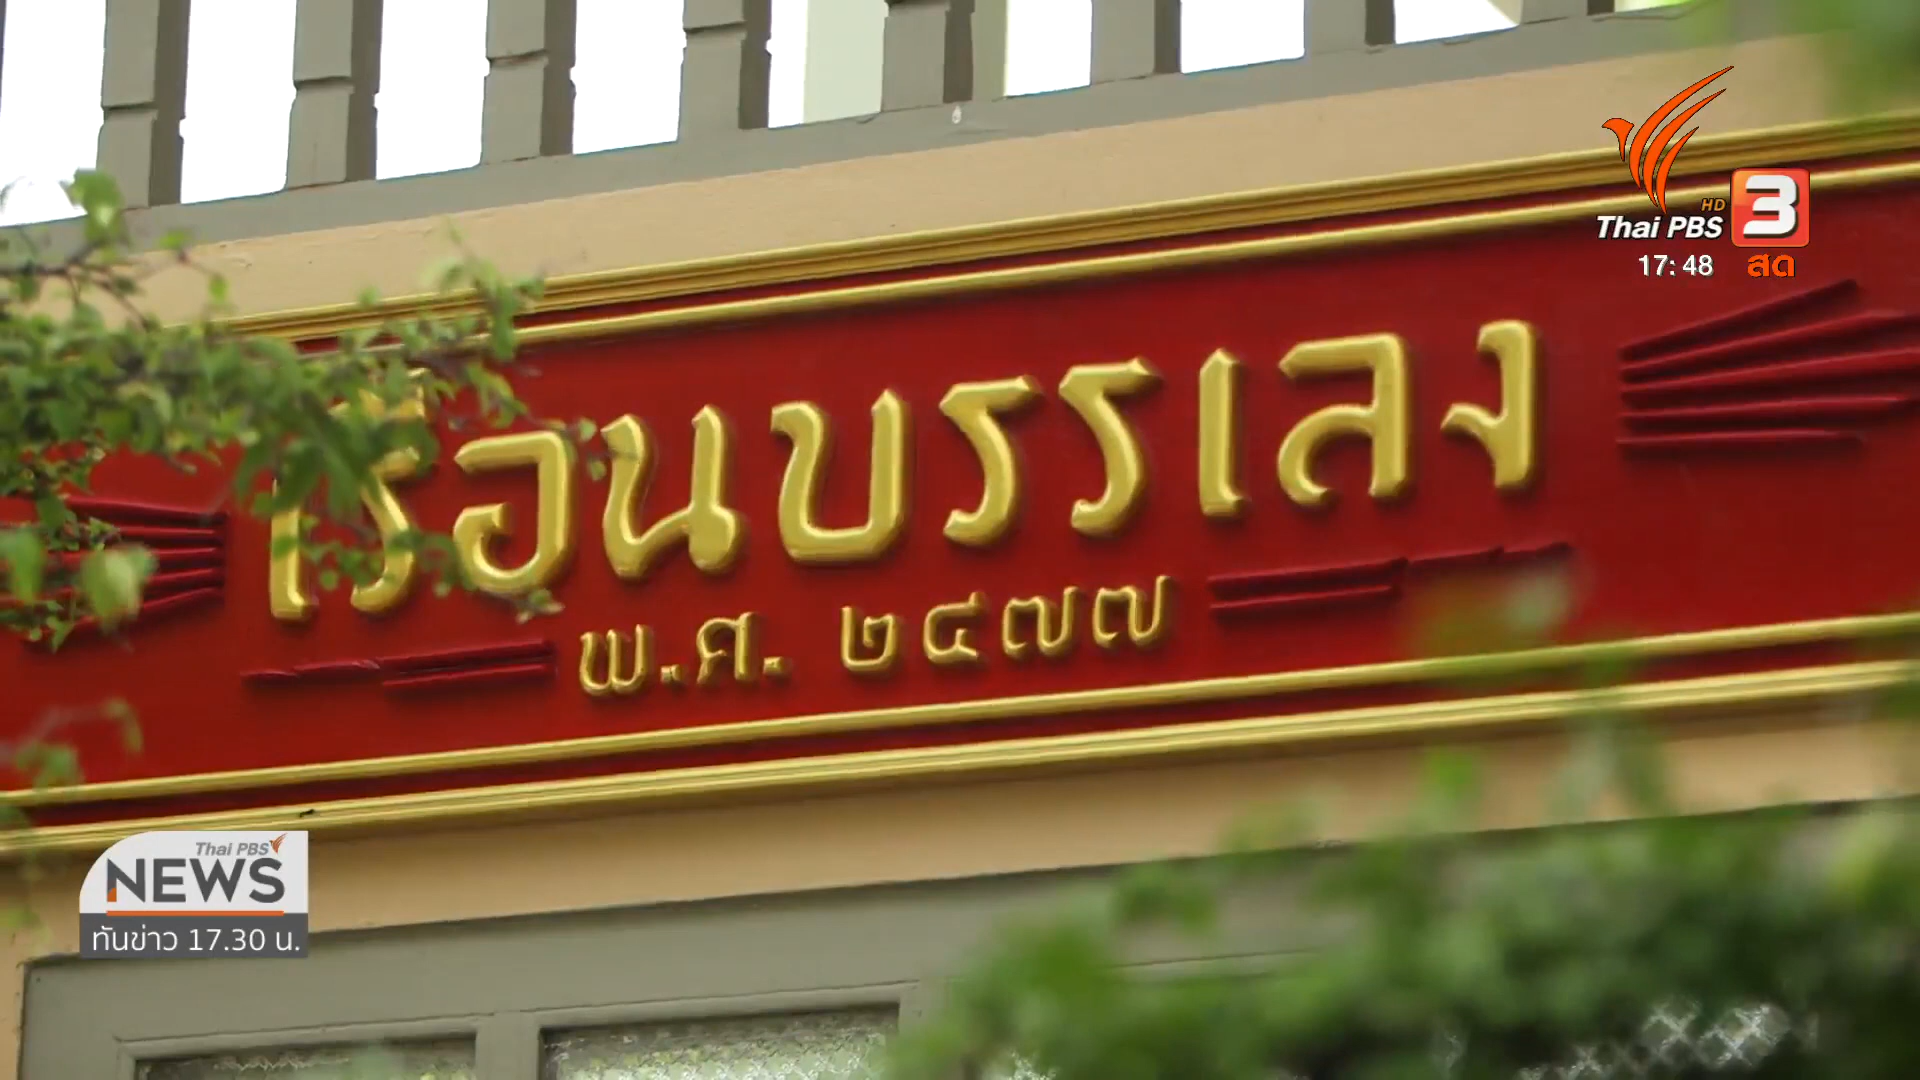 HD
Thai PBS 3
17:48 สด
เรือนบรรเลง
พ.ศ. ๒๔๗๗
Thai PBS
NEWS
ทันข่าว 17.30 น.